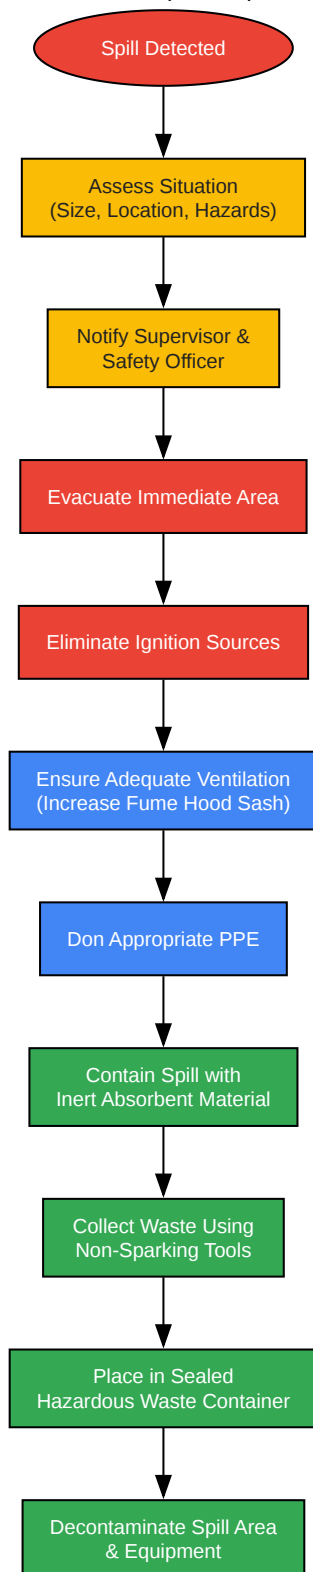 Spill Detected
Assess Situation
(Size, Location, Hazards)
Notify Supervisor &
Safety Officer
Evacuate Immediate Area
Eliminate Ignition Sources
Ensure Adequate Ventilation
(Increase Fume Hood Sash)
Don Appropriate PPE
Contain Spill with
Inert Absorbent Material
Collect Waste Using
Non-Sparking Tools
Place in Sealed
Hazardous Waste Container
Decontaminate Spill Area
& Equipment